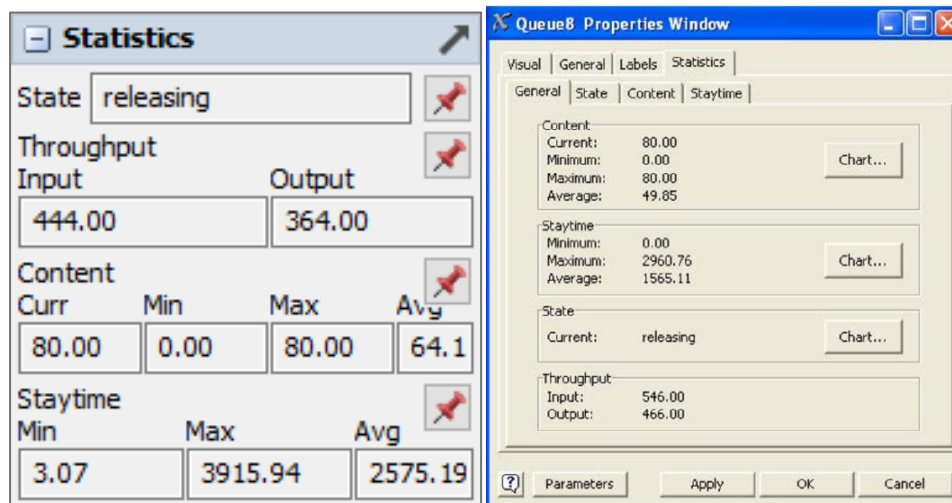 Statistics
State releasing
Throughput
Input Output
444.00 364.00
Content
Curr Min Max Avg
80.00 0.00 80.00 64.1
Staytime
Min Max Avg
3.07 3915.94 2575.19
Queue8 Properties Window
Visual General Labels Statistics
General State Content Staytime
Content
Current: 80.00
Minimum: 0.00
Maximum: 80.00
Average: 49.85
Chart...
Staytime
Minimum: 0.00
Maximum: 2960.76
Average: 1565.11
Chart...
State
Current: releasing
Chart...
Throughput
Input: 546.00
Output: 466.00
Parameters Apply OK Cancel